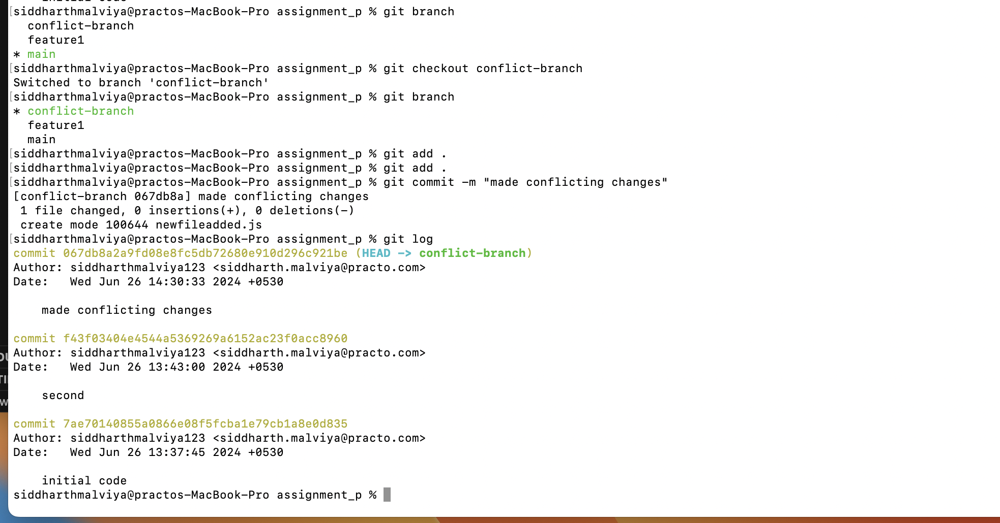 initial code
[siddharthmalviya@practos-MacBook-Pro assignment_p % git branch
  conflict-branch
  feature1
* main
[siddharthmalviya@practos-MacBook-Pro assignment_p % git checkout conflict-branch
Switched to branch 'conflict-branch'
[siddharthmalviya@practos-MacBook-Pro assignment_p % git branch
* conflict-branch
  feature1
  main
[siddharthmalviya@practos-MacBook-Pro assignment_p % git add .
[siddharthmalviya@practos-MacBook-Pro assignment_p % git add .
[siddharthmalviya@practos-MacBook-Pro assignment_p % git commit -m "made conflicting changes"
[conflict-branch 067db8a] made conflicting changes
 1 file changed, 0 insertions(+), 0 deletions(-)
 create mode 100644 newfileadded.js
[siddharthmalviya@practos-MacBook-Pro assignment_p % git log
commit 067db8a2a9fd08e8fc5db72680e910d296c921be (HEAD -> conflict-branch)
Author: siddharthmalviya123 <siddharth.malviya@practo.com>
Date:   Wed Jun 26 14:30:33 2024 +0530
    made conflicting changes
commit f43f03404e4544a5369269a6152ac23f0acc8960
Author: siddharthmalviya123 <siddharth.malviya@practo.com>
Date:   Wed Jun 26 13:43:00 2024 +0530
    second
commit 7ae70140855a0866e08f5fcba1e79cb1a8e0d835
Author: siddharthmalviya123 <siddharth.malviya@practo.com>
Date:   Wed Jun 26 13:37:45 2024 +0530
    initial code
siddharthmalviya@practos-MacBook-Pro assignment_p %